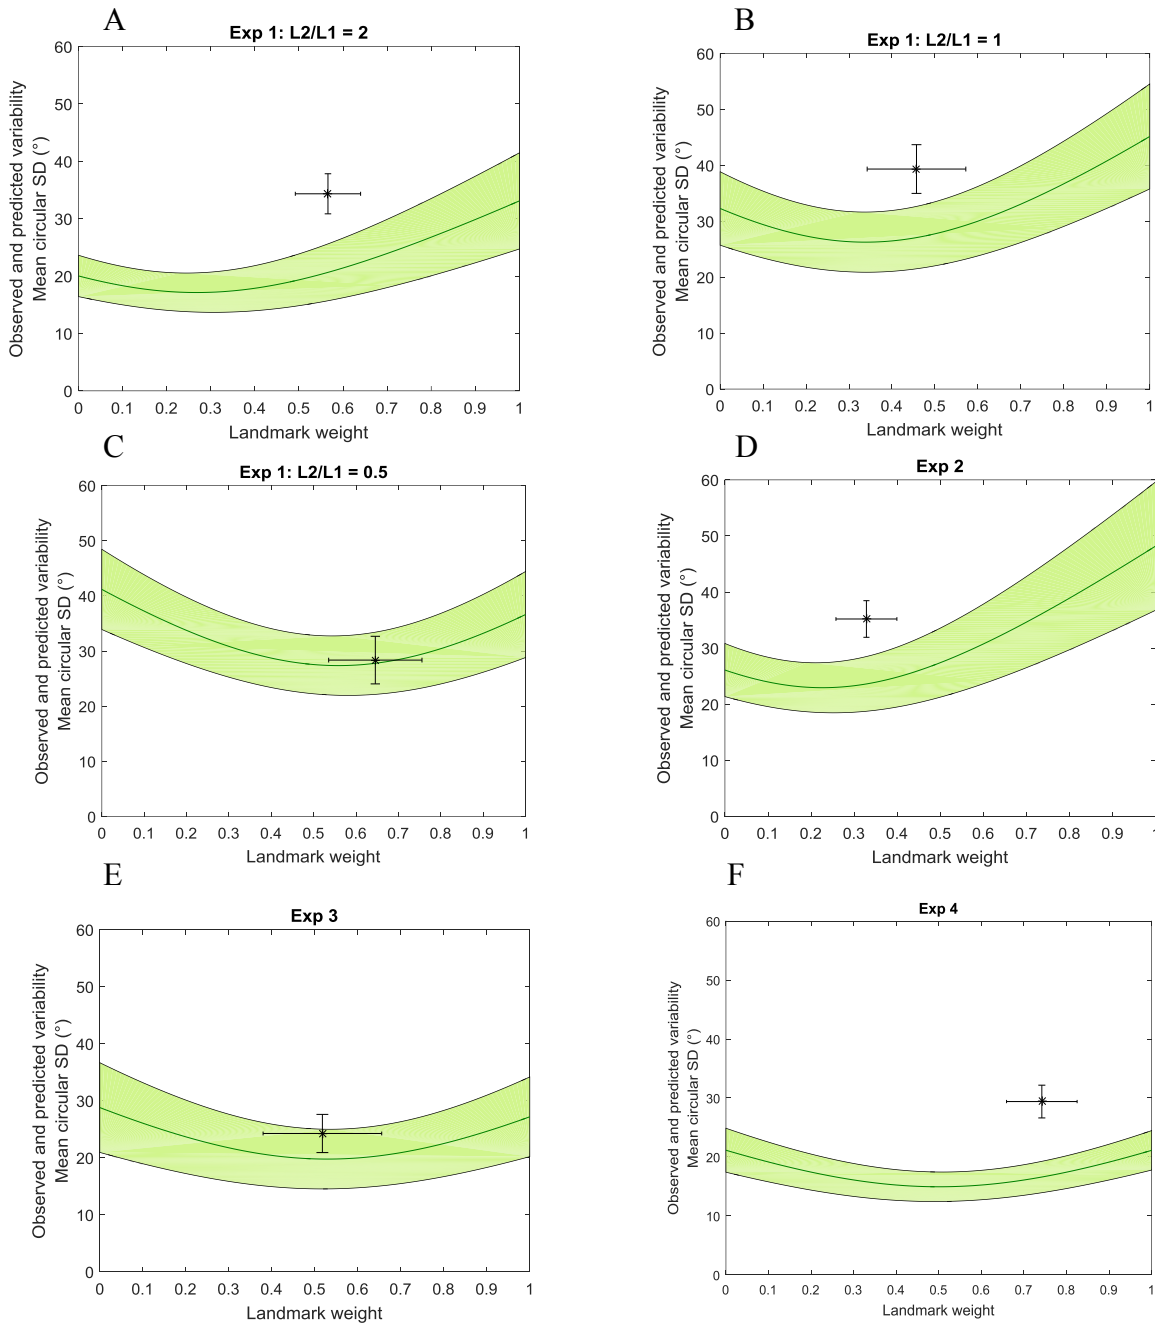 A
Exp 1: L2/L1 = 2
Observed and predicted variability
Mean circular SD (°)
60
50
40
30
20
10
0
0 0.1 0.2 0.3 0.4 0.5 0.6 0.7 0.8 0.9 1
Landmark weight
B
Exp 1: L2/L1 = 1
Observed and predicted variability
Mean circular SD (°)
60
50
40
30
20
10
0
0 0.1 0.2 0.3 0.4 0.5 0.6 0.7 0.8 0.9 1
Landmark weight
C
Exp 1: L2/L1 = 0.5
Observed and predicted variability
Mean circular SD (°)
60
50
40
30
20
10
0
0 0.1 0.2 0.3 0.4 0.5 0.6 0.7 0.8 0.9 1
Landmark weight
D
Exp 2
Observed and predicted variability
Mean circular SD (°)
60
50
40
30
20
10
0
0 0.1 0.2 0.3 0.4 0.5 0.6 0.7 0.8 0.9 1
Landmark weight
E
Exp 3
Observed and predicted variability
Mean circular SD (°)
60
50
40
30
20
10
0
0 0.1 0.2 0.3 0.4 0.5 0.6 0.7 0.8 0.9 1
Landmark weight
F
Exp 4
Observed and predicted variability
Mean circular SD (°)
60
50
40
30
20
10
0
0 0.1 0.2 0.3 0.4 0.5 0.6 0.7 0.8 0.9 1
Landmark weight